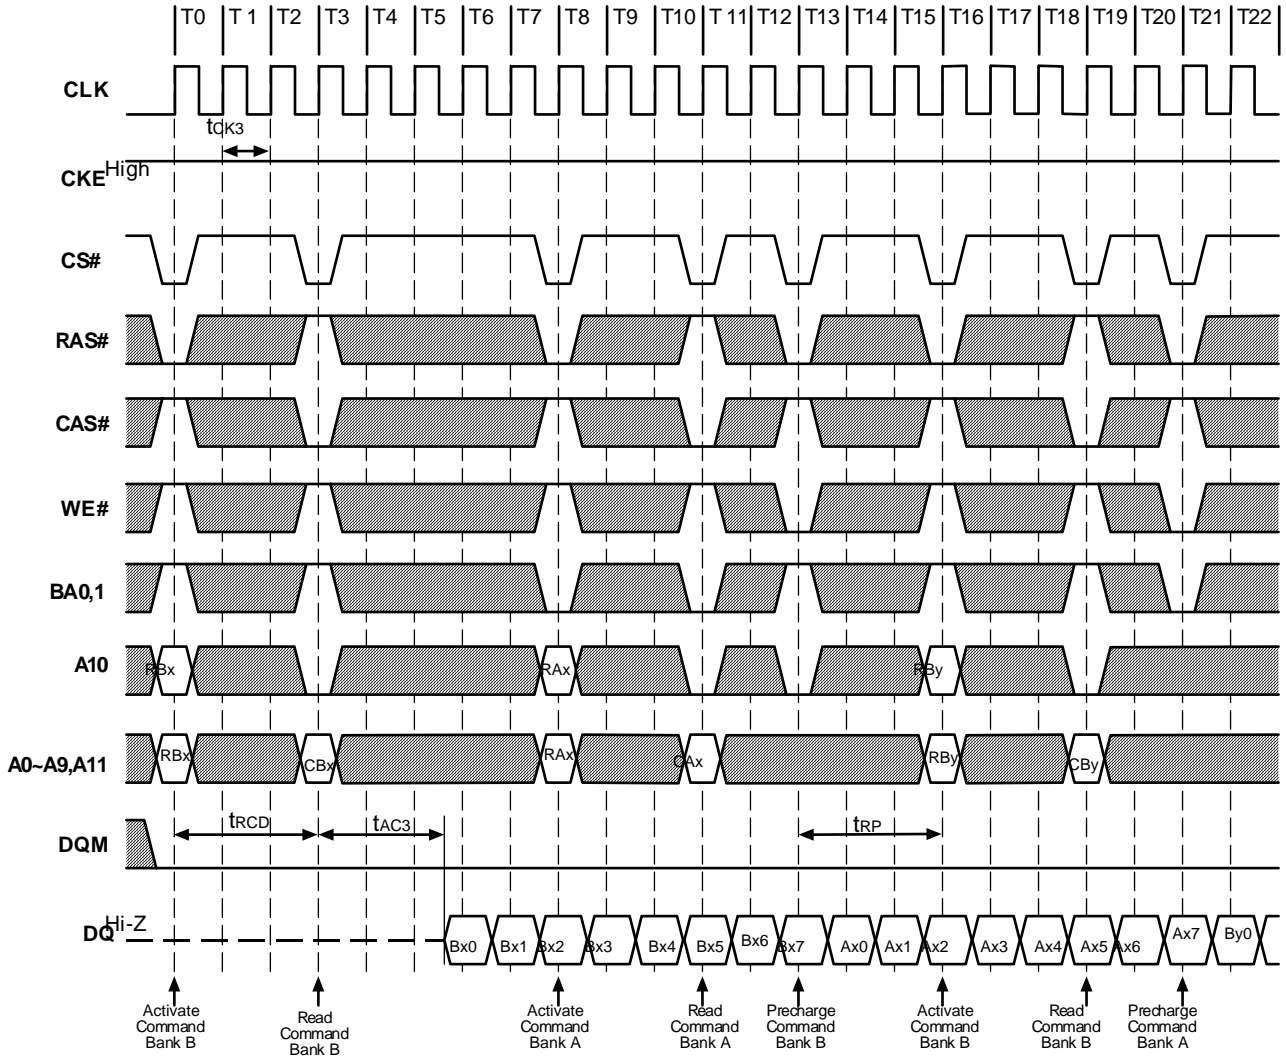 T0 T 1 T2 T3 T4 T5 T6 T7 T8 T9 T10 T 11 T12 T13 T14 T15 T16 T17 T18 T19 T20 T21 T22
CLK
tCK3
High
CKE
CS#
RAS#
CAS#
WE#
BA0,1
A10 RBx RAx RBy
A0~A9,A11 RBx CBx RAx CAx RBy CBy
tRCD tAC3 tRP
DQM
Hi-Z
DQ Bx0 Bx1 Bx2 Bx3 Bx4 Bx5 Bx6 Bx7 Ax0 Ax1 Ax2 Ax3 Ax4 Ax5 Ax6 Ax7 By0
Activate
Command
Bank B
Read
Command
Bank B
Activate
Command
Bank A
Read
Command
Bank A
Precharge
Command
Bank B
Activate
Command
Bank B
Read
Command
Bank B
Precharge
Command
Bank A